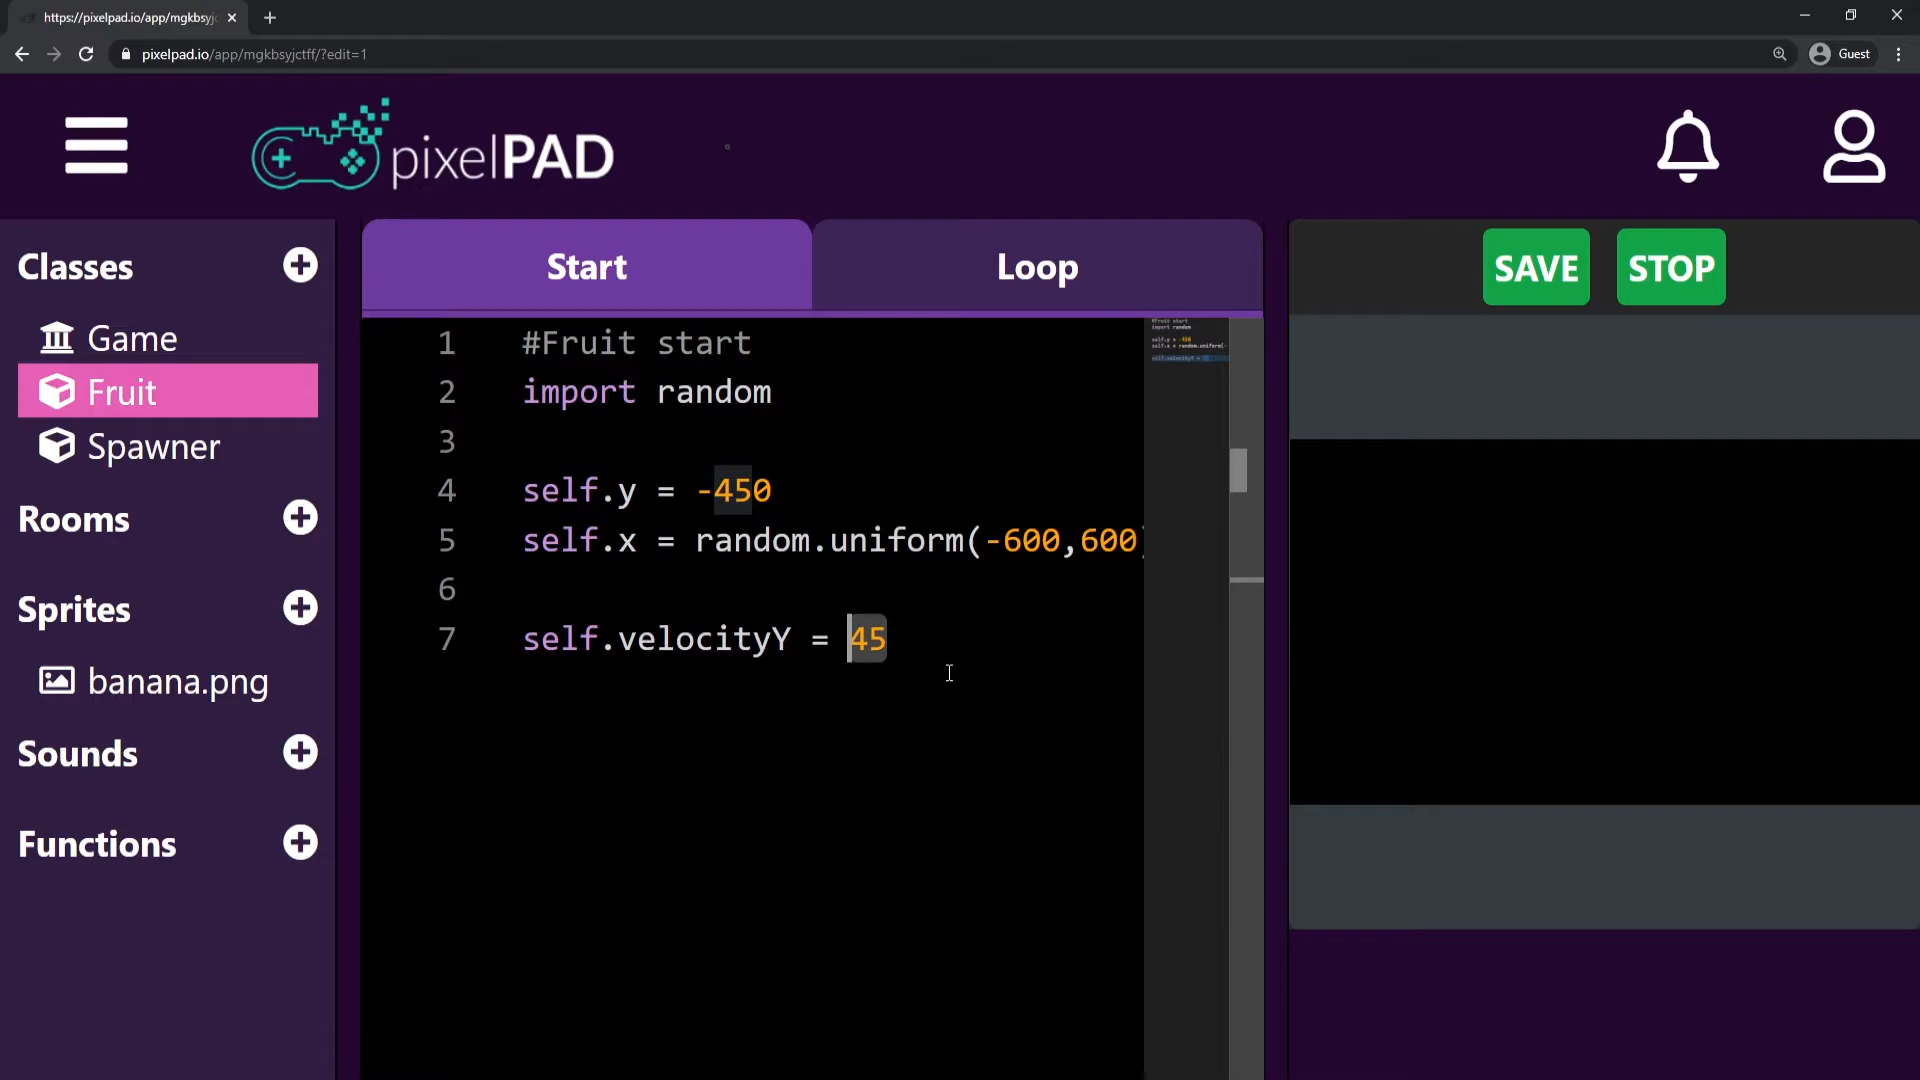 https://pixelpad.io/app/mgkbsyjc
pixelpad.io/app/mgkbsyjctff/?edit=1
Guest
pixelPAD
Classes
Game
Fruit
Spawner
Rooms
Sprites
banana.png
Sounds
Functions
Start
Loop
1 #Fruit start
2 import random
3
4 self.y = -450
5 self.x = random.uniform(-600,600)
6
7 self.velocityY = 45
SAVE
STOP